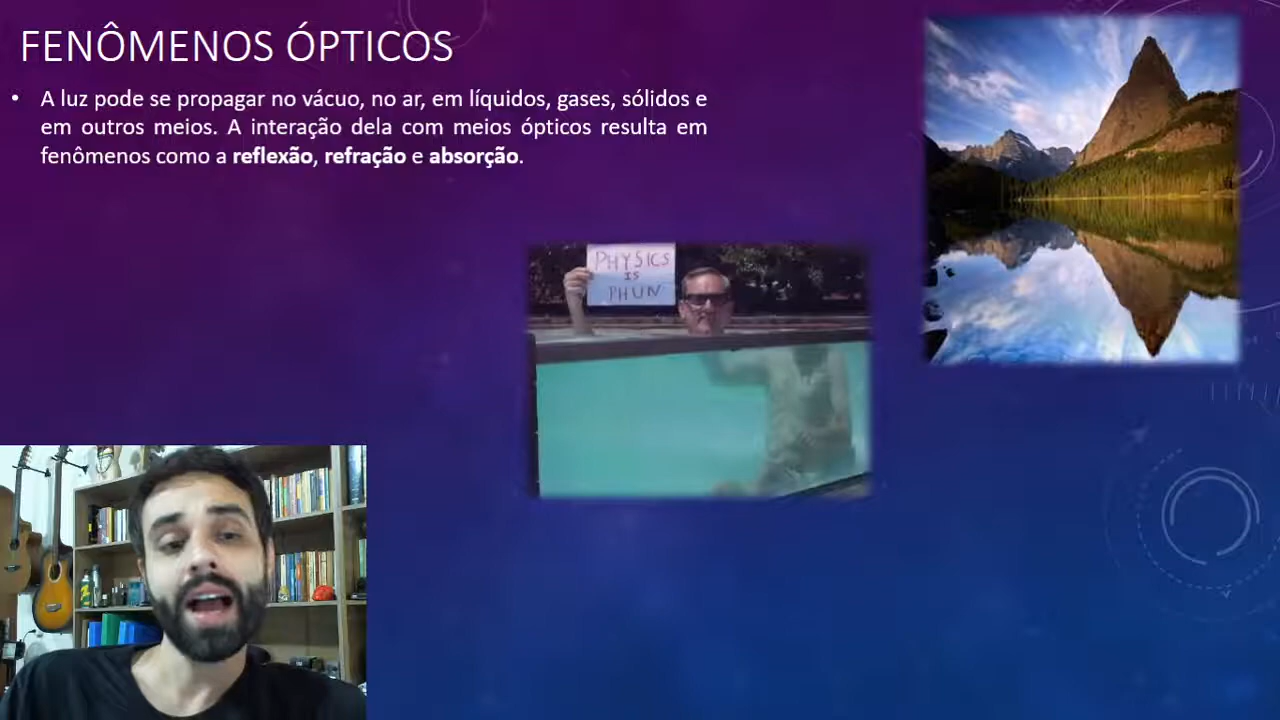 FENÔMENOS ÓPTICOS
• A luz pode se propagar no vácuo, no ar, em líquidos, gases, sólidos e
em outros meios. A interação dela com meios ópticos resulta em
fenômenos como a reflexão, refração e absorção.
PHYSICS
IS
PHUN